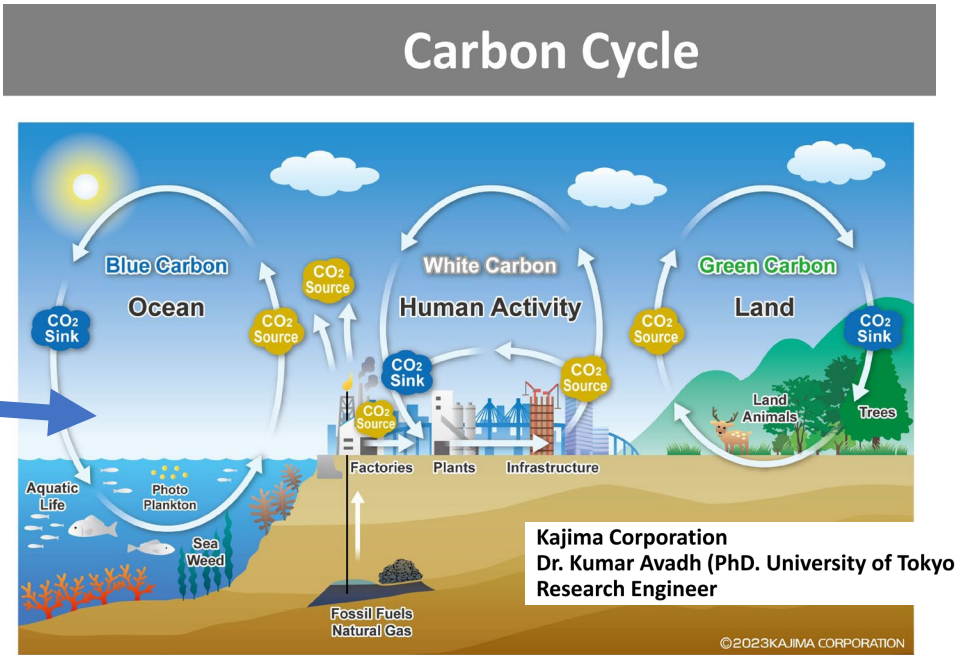 Carbon Cycle
Blue Carbon
Ocean
CO2
Sink
CO2
Source
CO2
Source
White Carbon
Human Activity
CO2
Sink
CO2
Source
CO2
Source
Green Carbon
Land
CO2
Source
CO2
Sink
Land
Animals
Trees
Factories
Plants
Infrastructure
Aquatic
Life
Photo
Plankton
Sea
Weed
Fossil Fuels
Natural Gas
Kajima Corporation
Dr. Kumar Avadh (PhD. University of Tokyo
Research Engineer
©2023KAJIMA CORPORATION